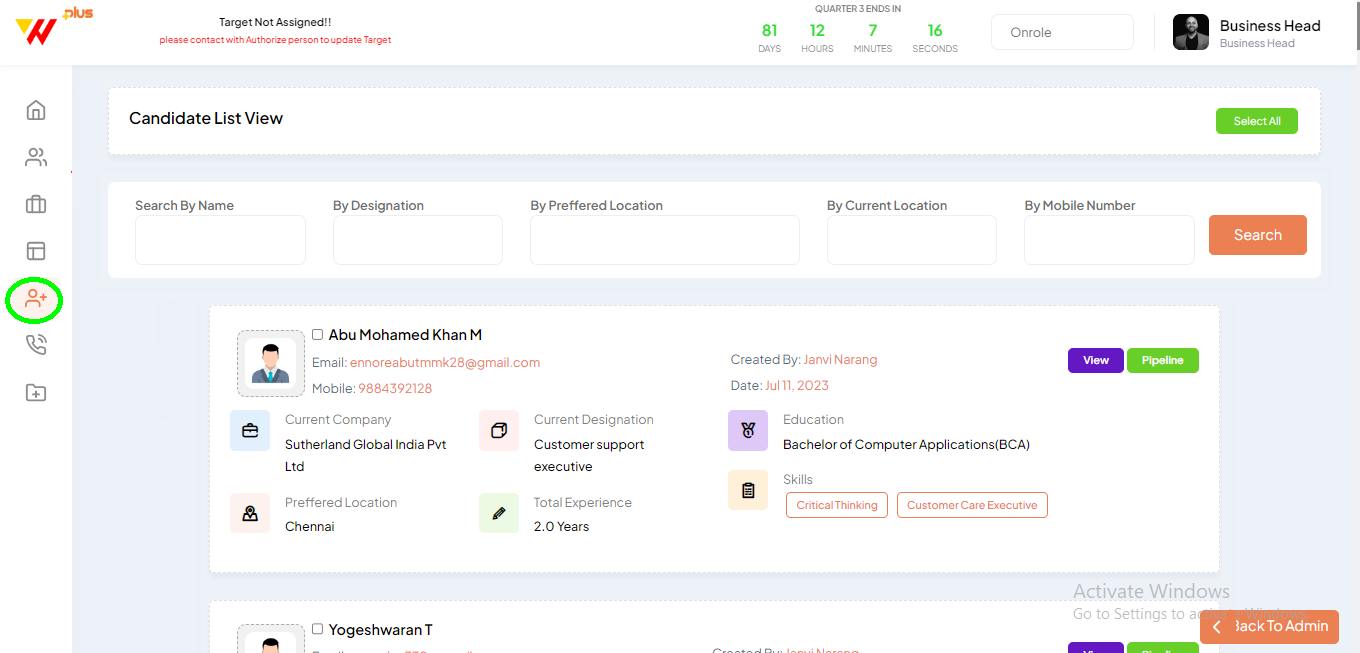 plus
Target Not Assigned!!
please contact with Authorize person to update Target
QUARTER 3 ENDS IN
81 12 7 16
DAYS HOURS MINUTES SECONDS
Onrole
Business Head
Business Head
Candidate List View
Select All
Search By Name
By Designation
By Preffered Location
By Current Location
By Mobile Number
Search
Abu Mohamed Khan M
Email: ennoreabutmmk28@gmail.com
Mobile: 9884392128
Created By: Janvi Narang
Date: Jul 11, 2023
View
Pipeline
Current Company
Sutherland Global India Pvt
Ltd
Current Designation
Customer support
executive
Education
Bachelor of Computer Applications(BCA)
Preffered Location
Chennai
Total Experience
2.0 Years
Skills
Critical Thinking
Customer Care Executive
Activate Windows
Go to Settings to activate Windows.
Back To Admin
Yogeshwaran T
Created By: Janvi Narang
View
Pipeline